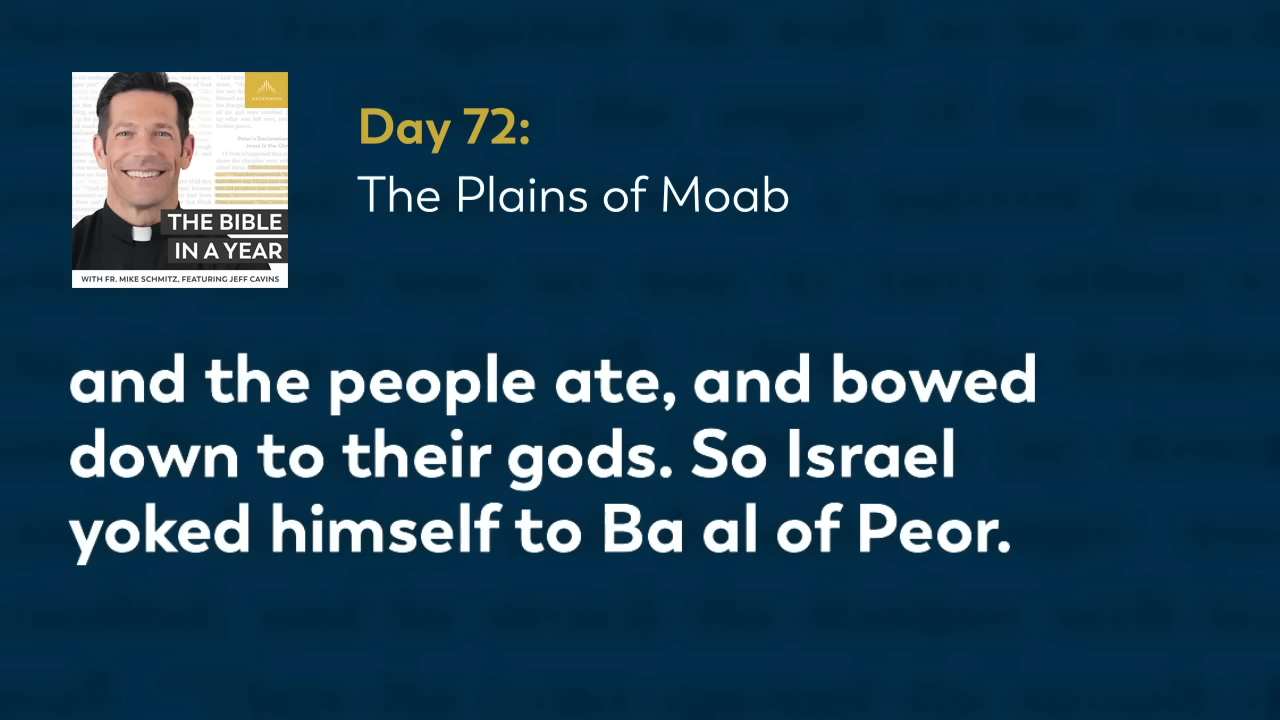 ASCENSION
THE BIBLE
IN A YEAR
WITH FR. MIKE SCHMITZ, FEATURING JEFF CAVINS
Day 72:
The Plains of Moab
and the people ate, and bowed
down to their gods. So Israel
yoked himself to Ba al of Peor.